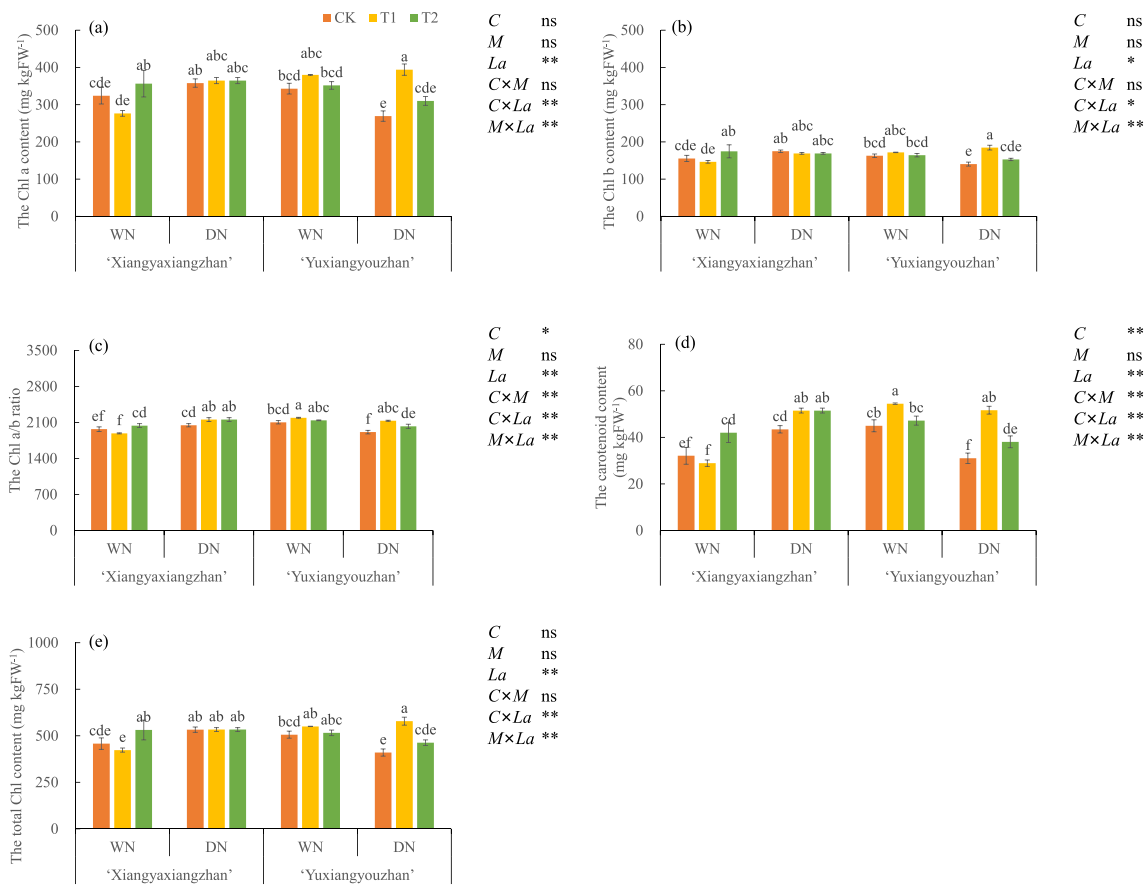 CK T1 T2
(a)
The Chl a content (mg kgFW⁻¹)
500
400
300
200
100
0
cde de ab ab abc abc bcd abc bcd e a cde
WN DN WN DN
‘Xiangyaxiangzhan’ ‘Yuxiangyouzhan’
C ns
M ns
La **
C×M ns
C×La **
M×La **
(b)
The Chl b content (mg kgFW⁻¹)
500
400
300
200
100
0
cde de ab ab abc abc bcd abc bcd e a cde
WN DN WN DN
‘Xiangyaxiangzhan’ ‘Yuxiangyouzhan’
C ns
M ns
La *
C×M ns
C×La *
M×La **
(c)
The Chl a/b ratio
3500
2800
2100
1400
700
0
ef f cd cd ab ab bcd a abc f abc de
WN DN WN DN
‘Xiangyaxiangzhan’ ‘Yuxiangyouzhan’
C *
M ns
La **
C×M **
C×La **
M×La **
(d)
The carotenoid content
(mg kgFW⁻¹)
80
60
40
20
0
ef f cd cd ab ab cb a bc f ab de
WN DN WN DN
‘Xiangyaxiangzhan’ ‘Yuxiangyouzhan’
C **
M ns
La **
C×M **
C×La **
M×La **
(e)
The total Chl content (mg kgFW⁻¹)
1000
750
500
250
0
cde e ab ab ab ab bcd ab abc e a cde
WN DN WN DN
‘Xiangyaxiangzhan’ ‘Yuxiangyouzhan’
C ns
M ns
La **
C×M ns
C×La **
M×La **